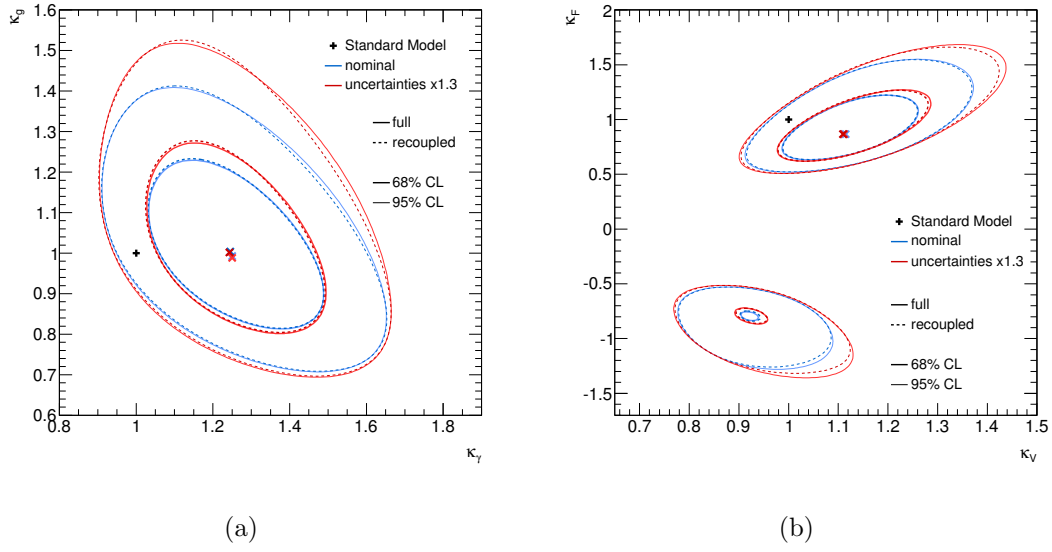 κg
1.6
1.5
1.4
1.3
1.2
1.1
1
0.9
0.8
0.7
0.6
Standard Model
nominal
uncertainties x1.3
full
recoupled
68% CL
95% CL
0.8 1 1.2 1.4 1.6 1.8
κγ
(a)
κF
2
1.5
1
0.5
0
-0.5
-1
-1.5
Standard Model
nominal
uncertainties x1.3
full
recoupled
68% CL
95% CL
0.7 0.8 0.9 1 1.1 1.2 1.3 1.4 1.5
κV
(b)